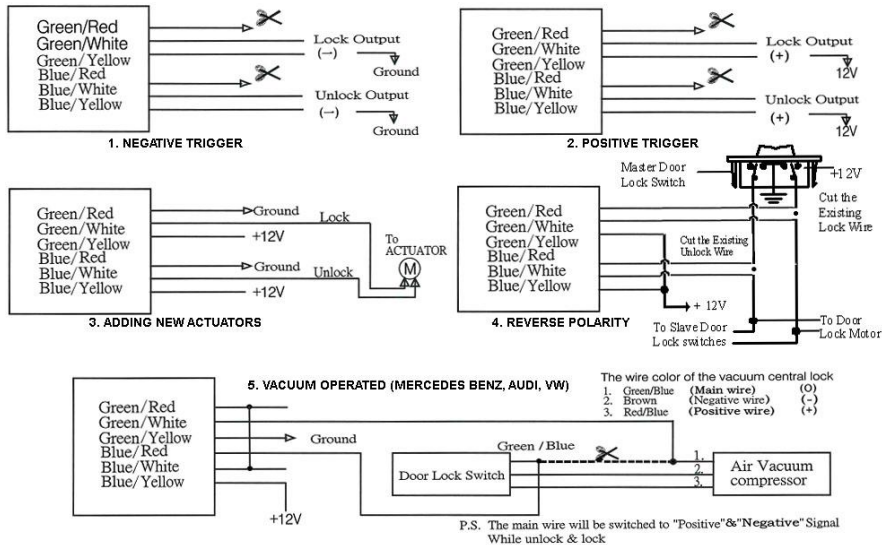 Green/Red
Green/White
Green/Yellow
Blue/Red
Blue/White
Blue/Yellow
Lock Output
(−)
Ground
Unlock Output
(−)
Ground
1. NEGATIVE TRIGGER
Green/Red
Green/White
Green/Yellow
Blue/Red
Blue/White
Blue/Yellow
Lock Output
(+)
12V
Unlock Output
(+)
12V
2. POSITIVE TRIGGER
Green/Red
Green/White
Green/Yellow
Blue/Red
Blue/White
Blue/Yellow
Ground
Lock
+12V
Ground
Unlock
+12V
To
ACTUATOR
M
3. ADDING NEW ACTUATORS
Master Door
Lock Switch
+12V
Cut the
Existing
Lock Wire
Green/Red
Green/White
Green/Yellow
Blue/Red
Blue/White
Blue/Yellow
Cut the Existing
Unlock Wire
+ 12V
4. REVERSE POLARITY
To Slave Door
Lock switches
To Door
Lock Motor
5. VACUUM OPERATED (MERCEDES BENZ, AUDI, VW)
The wire color of the vacuum central lock
1. Green/Blue (Main wire) (O)
2. Brown (Negative wire) (-)
3. Red/Blue (Positive wire) (+)
Green/Red
Green/White
Green/Yellow
Blue/Red
Blue/White
Blue/Yellow
Ground
+12V
Green/Blue
Door Lock Switch
1.
2.
3.
Air Vacuum
compressor
P.S. The main wire will be switched to "Positive"&"Negative" Signal
While unlock & lock